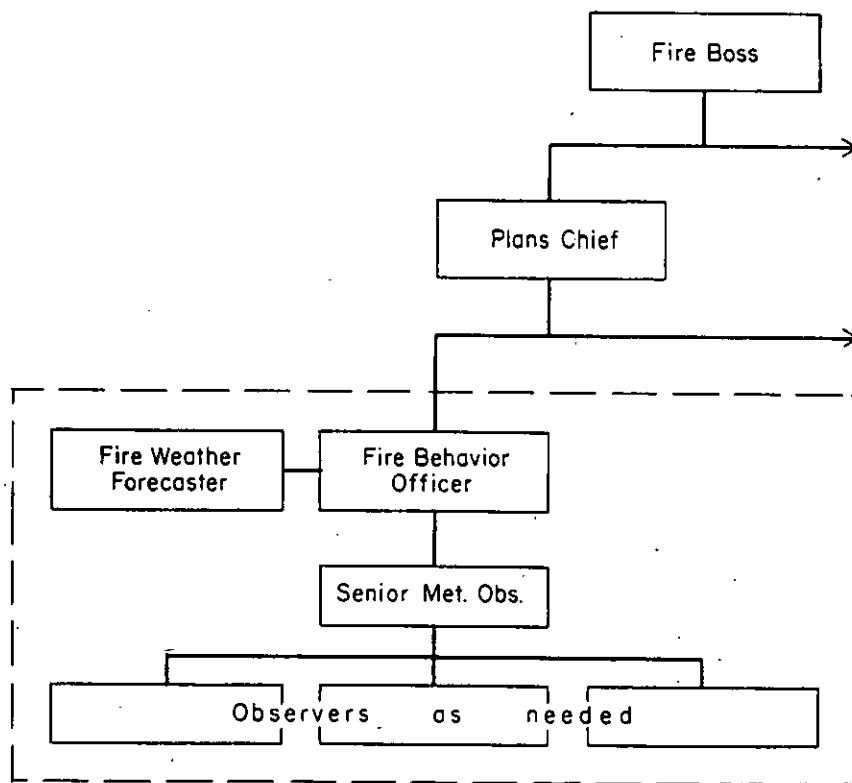 Fire Boss
Plans Chief
Fire Weather
Forecaster
Fire Behavior
Officer
Senior Met. Obs.
Observers as needed